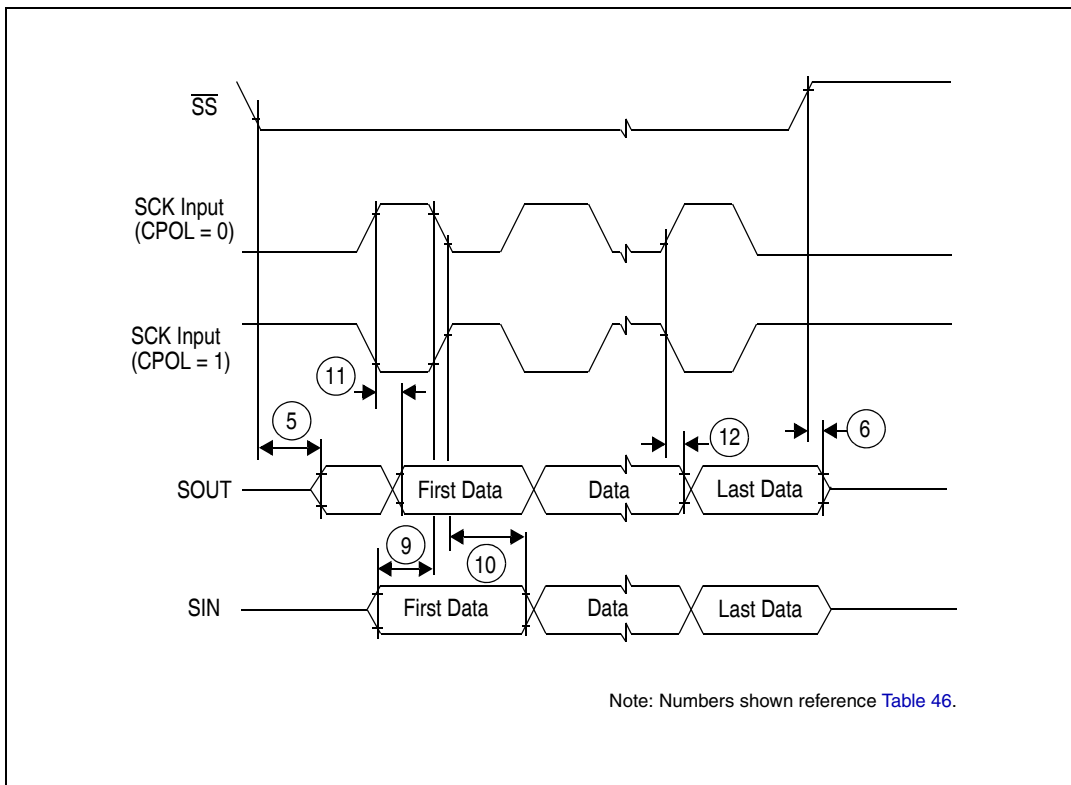 SS
SCK Input
(CPOL = 0)
SCK Input
(CPOL = 1)
11
5
12
6
SOUT
First Data
Data
Last Data
9
10
SIN
First Data
Data
Last Data
Note: Numbers shown reference Table 46.